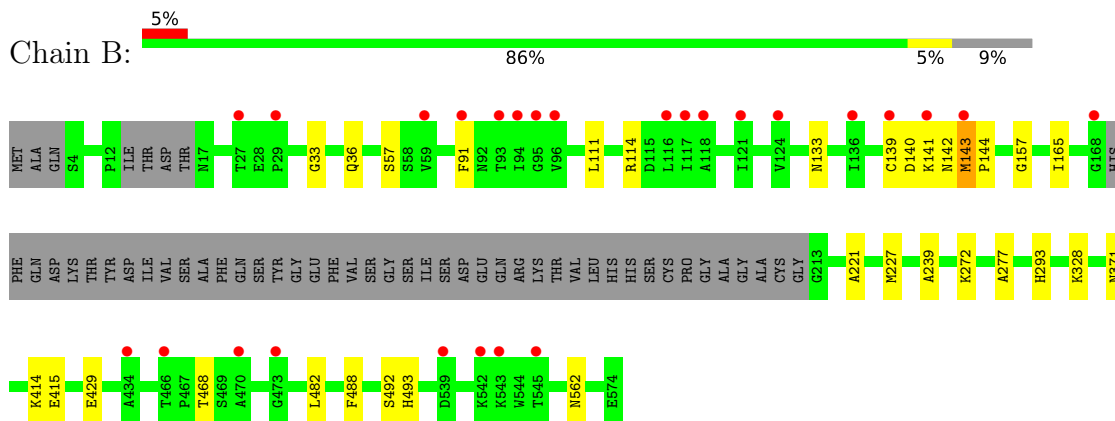 5%
Chain B:
86% 5% 9%
MET ALA GLN S4 P12 ILE THR ASP THR N17 T27 E28 P29 G33 Q36 S57 S58 V59 F91 N92 T93 I94 G95 V96 L111 R114 D115 L116 I117 A118 I121 V124 N133 I136 C139 D140 K141 N142 M143 P144 G157 I165 G168 HIS
PHE GLN ASP LYS THR TYR ASP ILE VAL SER ALA PHE GLN SER TYR GLY GLU PHE VAL SER GLY SER ILE SER ASP GLU GLN ARG LYS THR VAL LEU HIS HIS SER CYS PRO GLY ALA GLY ALA CYS GLY G213 A221 M227 A239 K272 A277 H293 K328 N371
K414 E415 E429 A434 T466 P467 T468 S469 A470 G473 L482 F488 S492 H493 D539 K542 K543 W544 T545 N562 E574